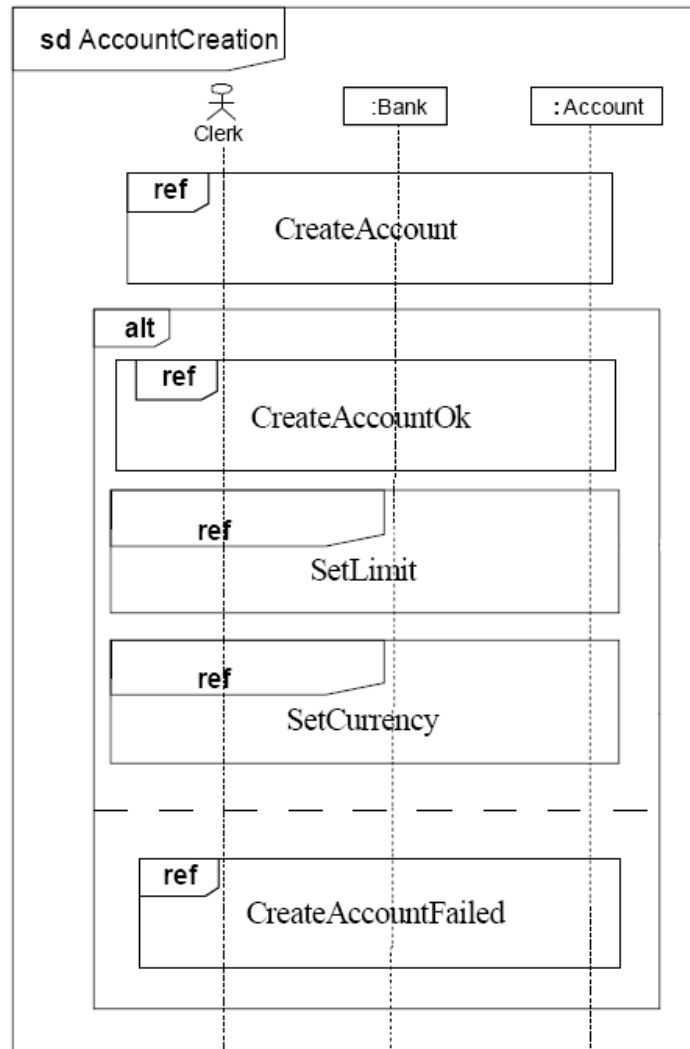 sd AccountCreation
Clerk
:Bank
:Account
ref
CreateAccount
alt
ref
CreateAccountOk
ref
SetLimit
ref
SetCurrency
ref
CreateAccountFailed